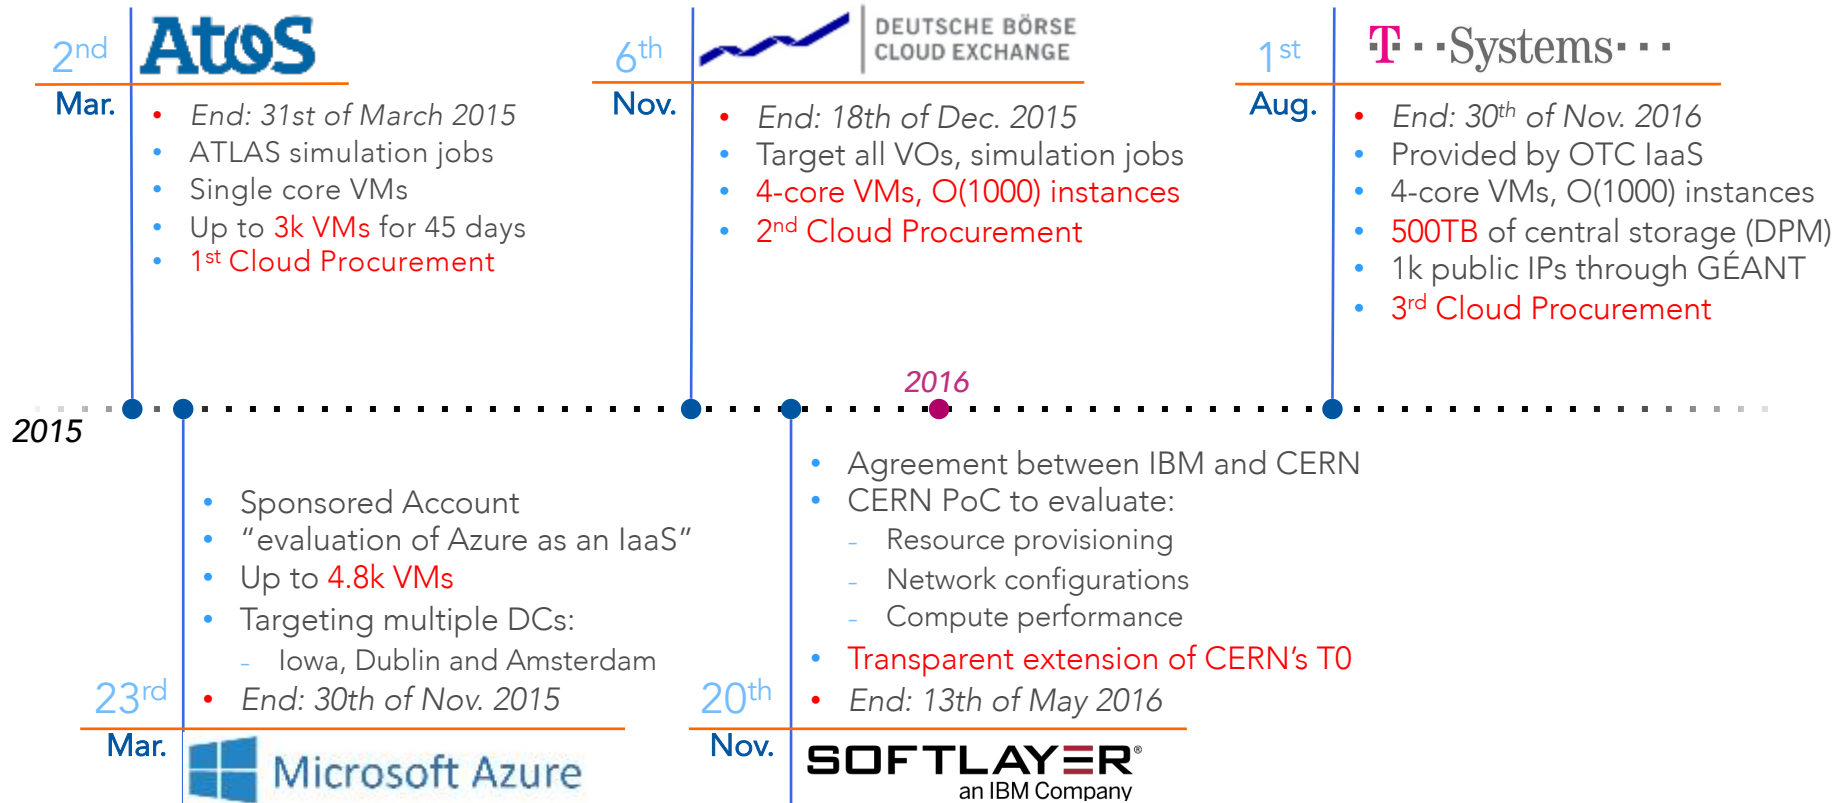 2nd
Mar.
Atos
• End: 31st of March 2015
• ATLAS simulation jobs
• Single core VMs
• Up to 3k VMs for 45 days
• 1st Cloud Procurement
6th
Nov.
DEUTSCHE BÖRSE
CLOUD EXCHANGE
• End: 18th of Dec. 2015
• Target all VOs, simulation jobs
• 4-core VMs, O(1000) instances
• 2nd Cloud Procurement
1st
Aug.
T··Systems···
• End: 30th of Nov. 2016
• Provided by OTC IaaS
• 4-core VMs, O(1000) instances
• 500TB of central storage (DPM)
• 1k public IPs through GÉANT
• 3rd Cloud Procurement
2016
2015
• Sponsored Account
• “evaluation of Azure as an IaaS”
• Up to 4.8k VMs
• Targeting multiple DCs:
- Iowa, Dublin and Amsterdam
• End: 30th of Nov. 2015
23rd
Mar.
Microsoft Azure
• Agreement between IBM and CERN
• CERN PoC to evaluate:
- Resource provisioning
- Network configurations
- Compute performance
• Transparent extension of CERN’s T0
• End: 13th of May 2016
20th
Nov.
SOFTLAYER®
an IBM Company